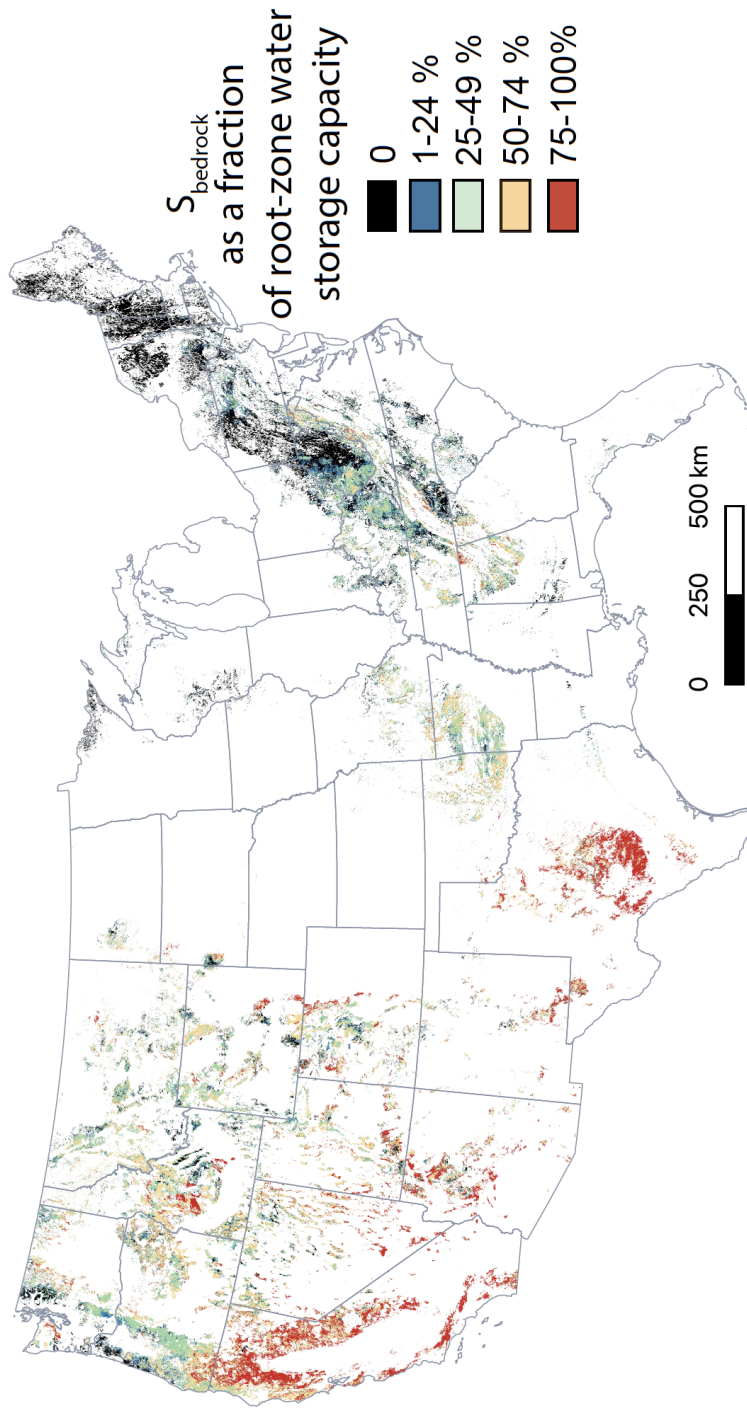 S bedrock
as a fraction
of root-zone water
storage capacity
0
1-24 %
25-49 %
50-74 %
75-100%
0 250 500 km